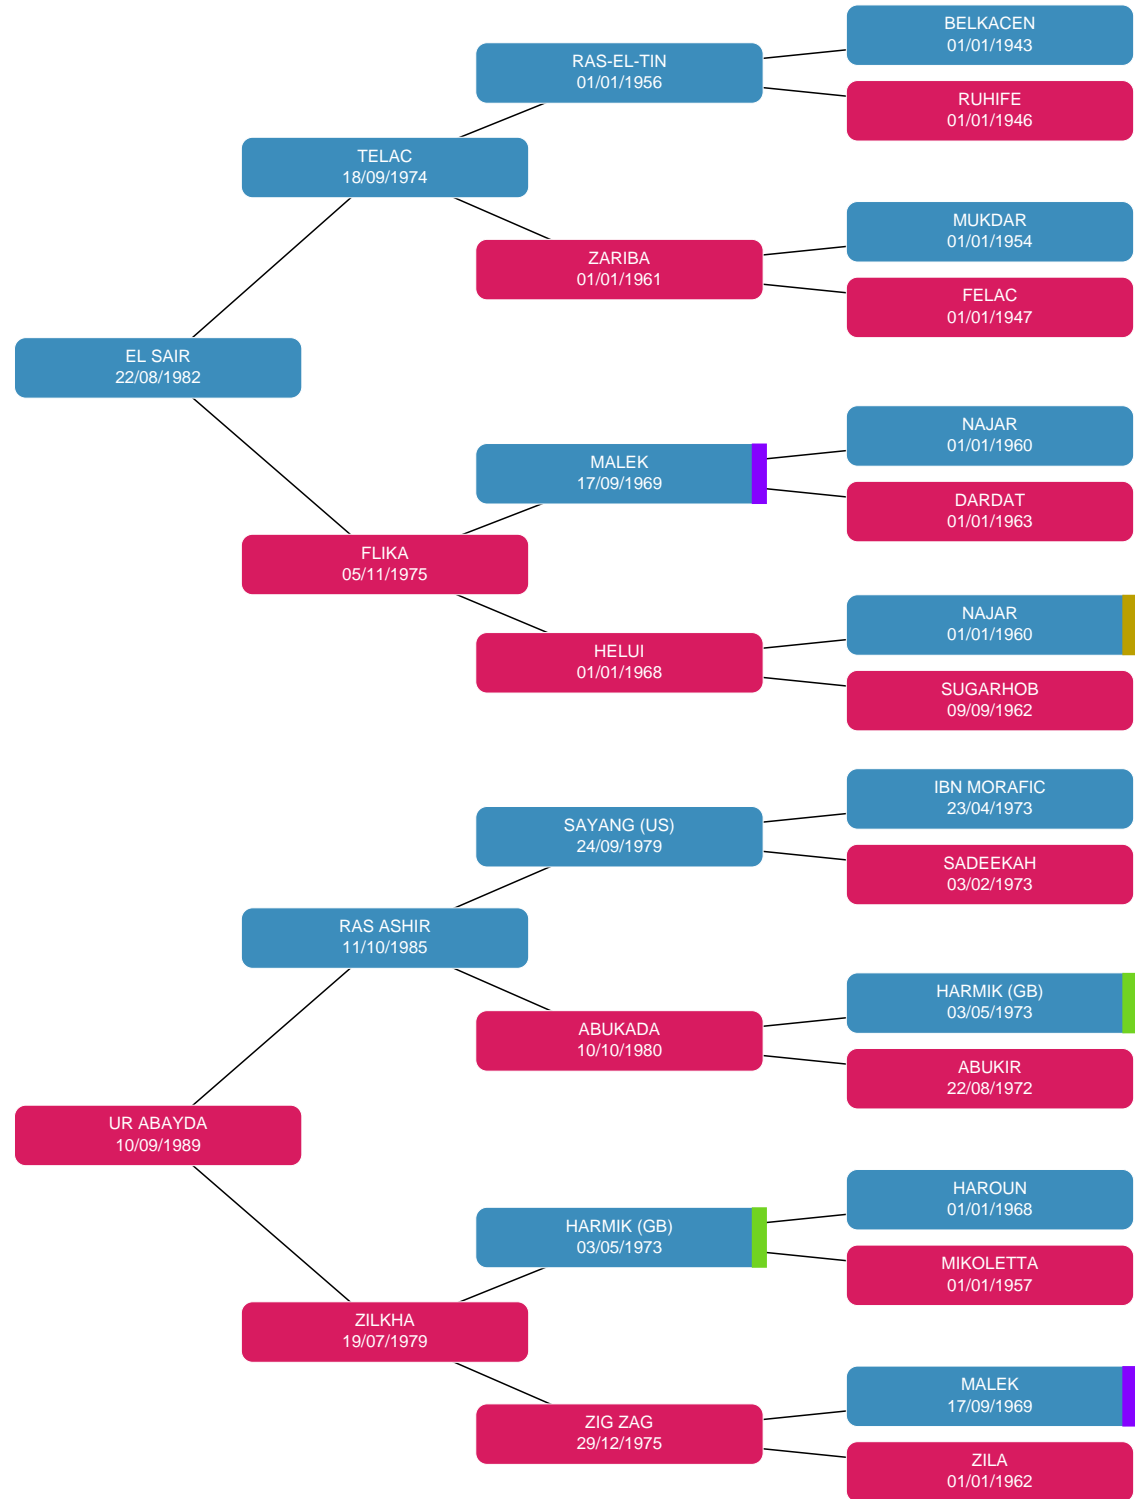 BELKACEN
01/01/1943
RAS-EL-TIN
01/01/1956
RUHIFE
01/01/1946
TELAC
18/09/1974
MUKDAR
01/01/1954
ZARIBA
01/01/1961
FELAC
01/01/1947
EL SAIR
22/08/1982
NAJAR
01/01/1960
MALEK
17/09/1969
DARDAT
01/01/1963
FLIKA
05/11/1975
NAJAR
01/01/1960
HELUI
01/01/1968
SUGARHOB
09/09/1962
IBN MORAFIC
23/04/1973
SAYANG (US)
24/09/1979
SADEEKAH
03/02/1973
RAS ASHIR
11/10/1985
HARMIK (GB)
03/05/1973
ABUKADA
10/10/1980
ABUKIR
22/08/1972
UR ABAYDA
10/09/1989
HAROUN
01/01/1968
HARMIK (GB)
03/05/1973
MIKOLETTA
01/01/1957
ZILKHA
19/07/1979
MALEK
17/09/1969
ZIG ZAG
29/12/1975
ZILA
01/01/1962